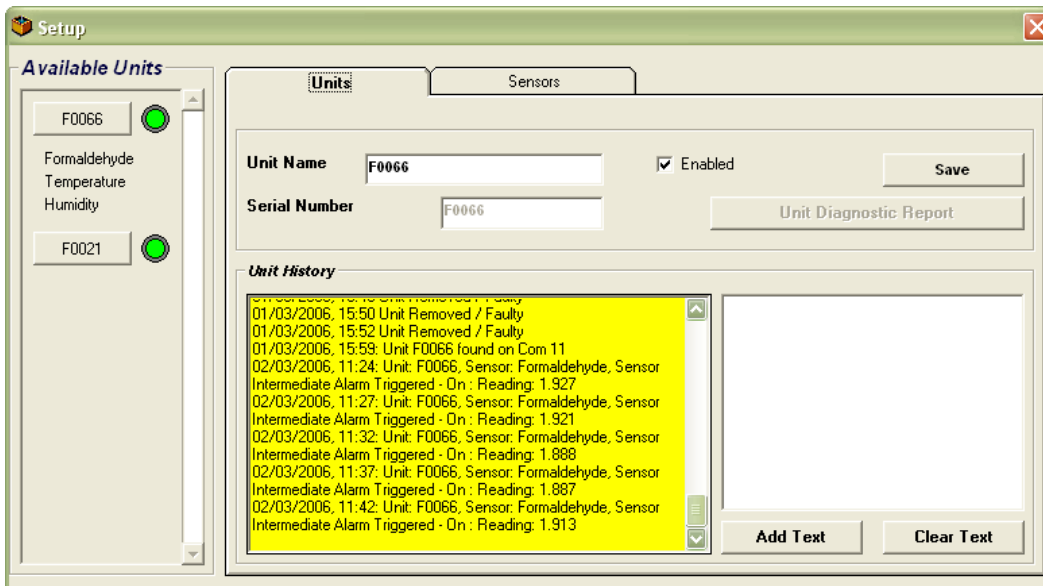 Setup
Available Units
F0066
Formaldehyde
Temperature
Humidity
F0021
Units
Sensors
Unit Name
F0066
Enabled
Save
Serial Number
F0066
Unit Diagnostic Report
Unit History
Unit Removed / Faulty
01/03/2006, 15:50 Unit Removed / Faulty
01/03/2006, 15:52 Unit Removed / Faulty
01/03/2006, 15:59: Unit F0066 found on Com 11
02/03/2006, 11:24: Unit: F0066, Sensor: Formaldehyde, Sensor
Intermediate Alarm Triggered - On : Reading: 1.927
02/03/2006, 11:27: Unit: F0066, Sensor: Formaldehyde, Sensor
Intermediate Alarm Triggered - On : Reading: 1.921
02/03/2006, 11:32: Unit: F0066, Sensor: Formaldehyde, Sensor
Intermediate Alarm Triggered - On : Reading: 1.888
02/03/2006, 11:37: Unit: F0066, Sensor: Formaldehyde, Sensor
Intermediate Alarm Triggered - On : Reading: 1.887
02/03/2006, 11:42: Unit: F0066, Sensor: Formaldehyde, Sensor
Intermediate Alarm Triggered - On : Reading: 1.913
Add Text
Clear Text